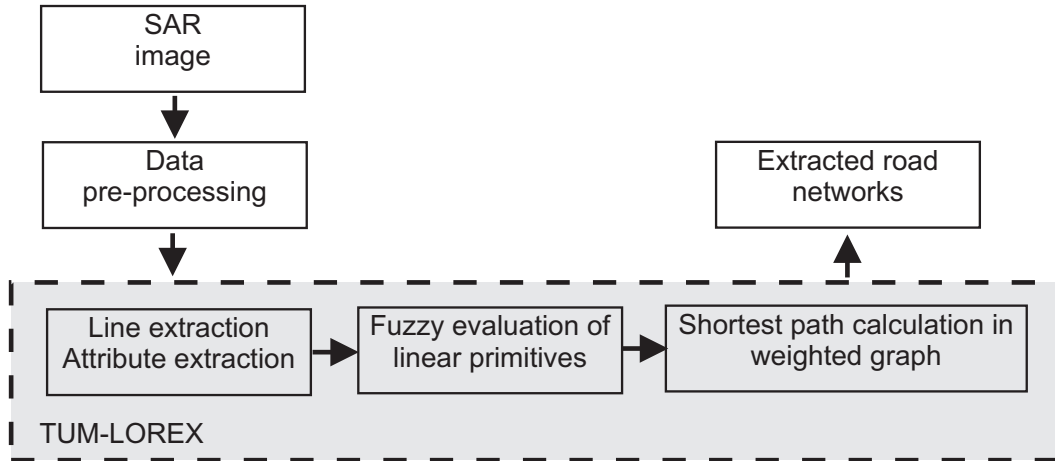 SAR
image
Data
pre-processing
Extracted road
networks
Line extraction
Attribute extraction
Fuzzy evaluation of
linear primitives
Shortest path calculation in
weighted graph
TUM-LOREX